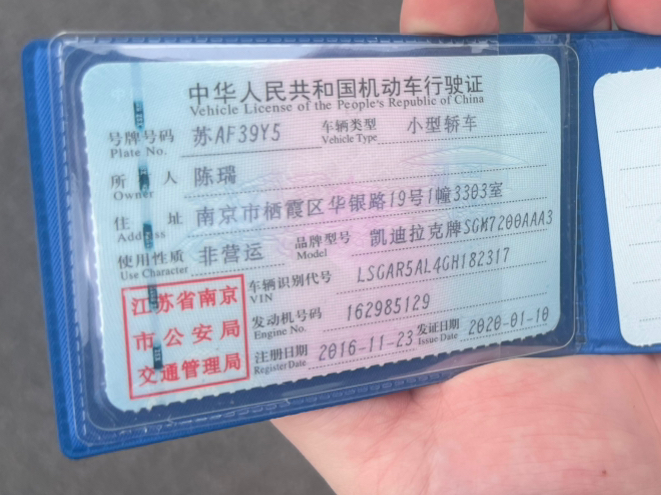 中华人民共和国机动车行驶证
Vehicle License of the People's Republic of China
号牌号码 苏AF39Y5 车辆类型 小型轿车
Plate No. Vehicle Type
所 人 陈瑞
Owner
住 址 南京市栖霞区华银路19号1幢3303室
Address
使用性质 非营运 品牌型号 凯迪拉克牌SGM7200AAA3
Use Character Model
车辆识别代号 LSGAR5AL4GH182317
VIN
发动机号码 162985129
Engine No.
注册日期 2016-11-23 发证日期 2020-01-10
Register Date Issue Date
江苏省南京
市公安局
交通管理局